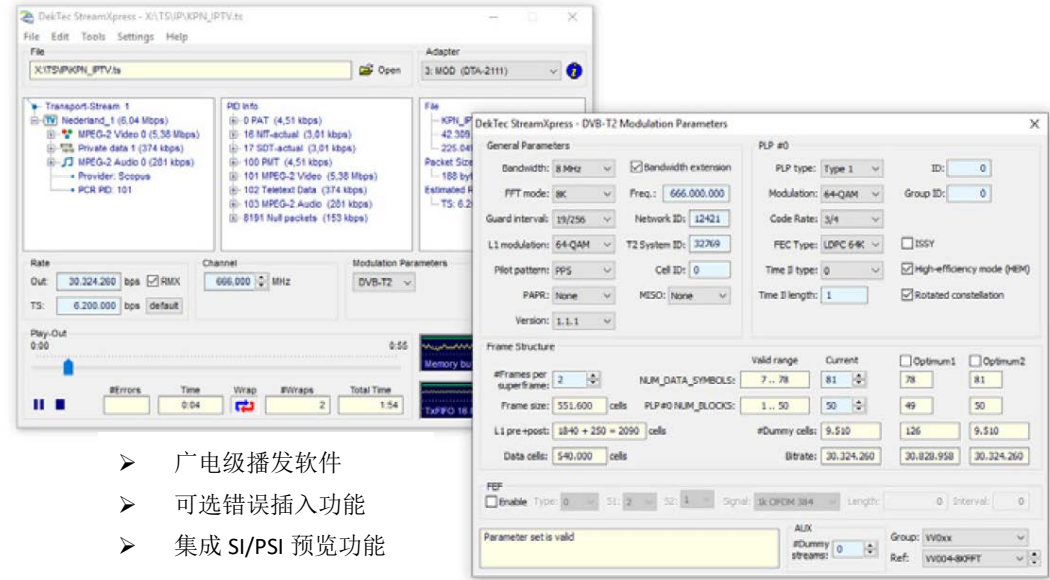 DekTec StreamXpress - X:\TS\IP\KPN_IPTV.ts
File Edit Tools Settings Help
File
X:\TS\IP\KPN_IPTV.ts
Open
Adapter
3: MOD (DTA-2111)
Transport-Stream 1
Nederland_1 (6,04 Mbps)
MPEG-2 Video 0 (5,38 Mbps)
Private data 1 (374 kbps)
MPEG-2 Audio 0 (281 kbps)
Provider: Scopus
PCR PID: 101
PID Info
0 PAT (4,51 kbps)
16 NIT-actual (3,01 kbps)
17 SDT-actual (3,01 kbps)
100 PMT (4,51 kbps)
101 MPEG-2 Video (5,38 Mbps)
102 Teletext Data (374 kbps)
103 MPEG-2 Audio (281 kbps)
8191 Null packets (153 kbps)
File
KPN_IP
42.309
225.04
Packet Size
188 by
Estimated R
TS: 6.2
Rate
Out: 30.324.260 bps RMX
TS: 6.200.000 bps default
Channel
666,000 MHz
Modulation Par
DVB-T2
Play-Out
0:00 0:55
#Errors Time Wrap #Wraps Total Time
0:04 2 1:54
Memory bu
TxFIFO 16
DekTec StreamXpress - DVB-T2 Modulation Parameters
General Parameters
Bandwidth: 8 MHz Bandwidth extension
FFT mode: 8K Freq.: 666.000.000
Guard interval: 19/256 Network ID: 12421
L1 modulation: 64-QAM T2 System ID: 32769
Pilot pattern: PP5 Cell ID: 0
PAPR: None MISO: None
Version: 1.1.1
PLP #0
PLP type: Type 1 ID: 0
Modulation: 64-QAM Group ID: 0
Code Rate: 3/4
FEC Type: LDPC 64K ISSY
Time Il type: 0 High-efficiency mode (HEM)
Time Il length: 1 Rotated constellation
Frame Structure
Valid range Current Optimum1 Optimum2
#Frames per superframe: 2 NUM_DATA_SYMBOLS: 7 .. 78 81 78 81
Frame size: 551.600 cells PLP#0 NUM_BLOCKS: 1 .. 50 50 49 50
L1 pre+post: 1840 + 250 = 2090 cells #Dummy cells: 9.510 126 9.510
Data cells: 540.000 cells Bitrate: 30.324.260 30.828.958 30.324.260
FEF
Enable Type: 0 S1: 2 S2: 1 Signal: 1k OFDM 384 Length: 0 Interval: 0
Parameter set is valid
AUX
#Dummy streams: 0
Group: VV0xx
Ref: VV004-8KFFT
➢ 广电级播发软件
➢ 可选错误插入功能
➢ 集成 SI/PSI 预览功能